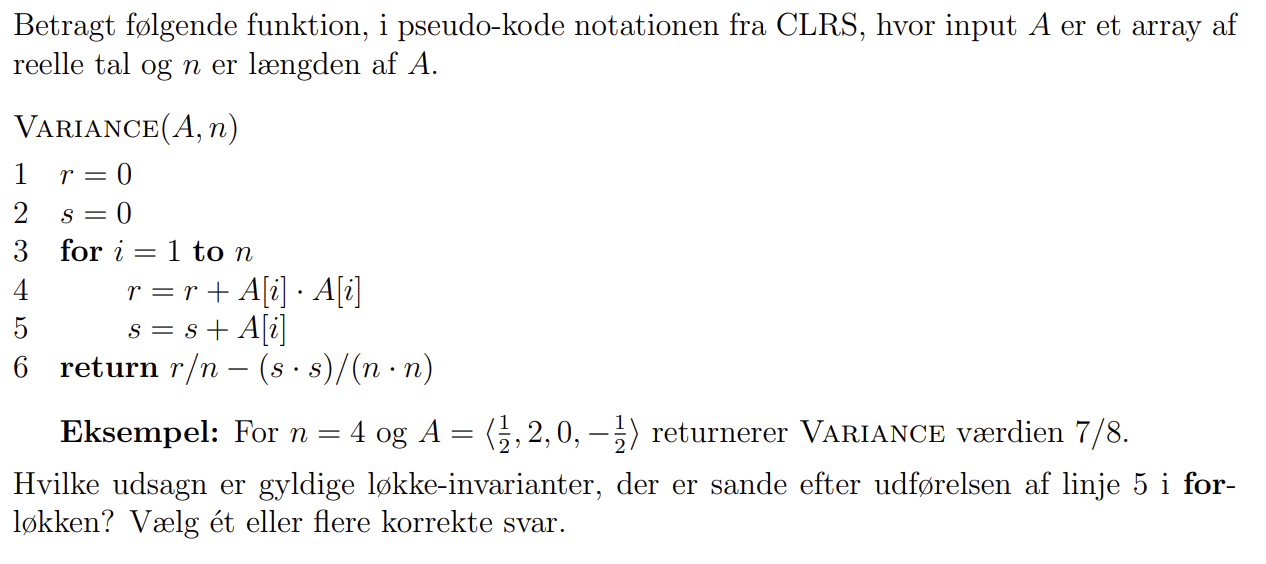 Betragt følgende funktion, i pseudo-kode notationen fra CLRS, hvor input A er et array af
reelle tal og n er længden af A.
VARIANCE(A, n)
1 r = 0
2 s = 0
3 for i = 1 to n
4 r = r + A[i] · A[i]
5 s = s + A[i]
6 return r/n − (s · s)/(n · n)
Eksempel: For n = 4 og A = ⟨1/2, 2, 0, −1/2⟩ returnerer VARIANCE værdien 7/8.
Hvilke udsagn er gyldige løkke-invarianter, der er sande efter udførelsen af linje 5 i for-
løkken? Vælg ét eller flere korrekte svar.